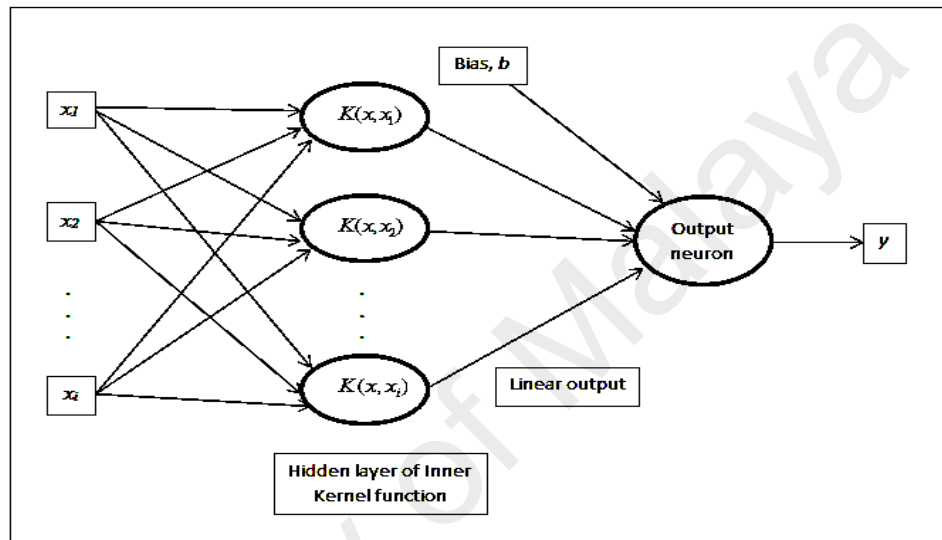 Bias, b
x1
K(x,x1)
x2
K(x,x2)
Output
neuron
y
xi
K(x,xi)
Linear output
Hidden layer of Inner
Kernel function
of Malaya